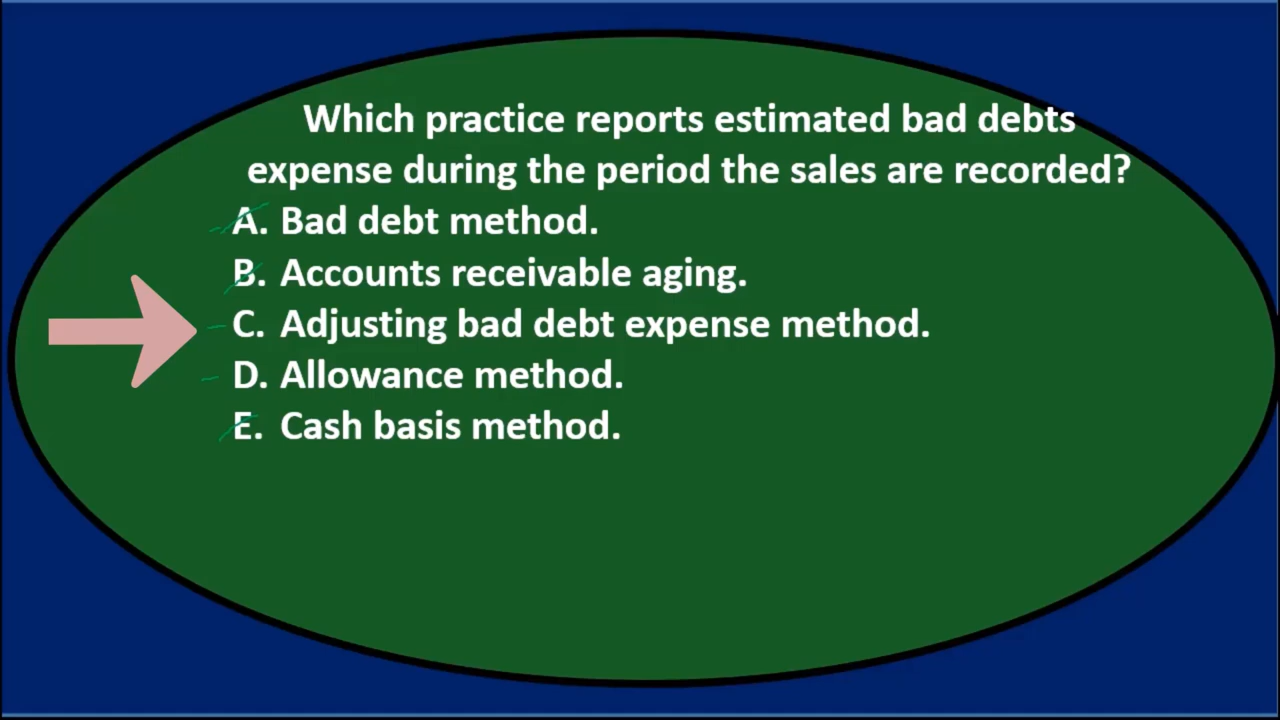 Which practice reports estimated bad debts
expense during the period the sales are recorded?
A. Bad debt method.
B. Accounts receivable aging.
C. Adjusting bad debt expense method.
D. Allowance method.
E. Cash basis method.